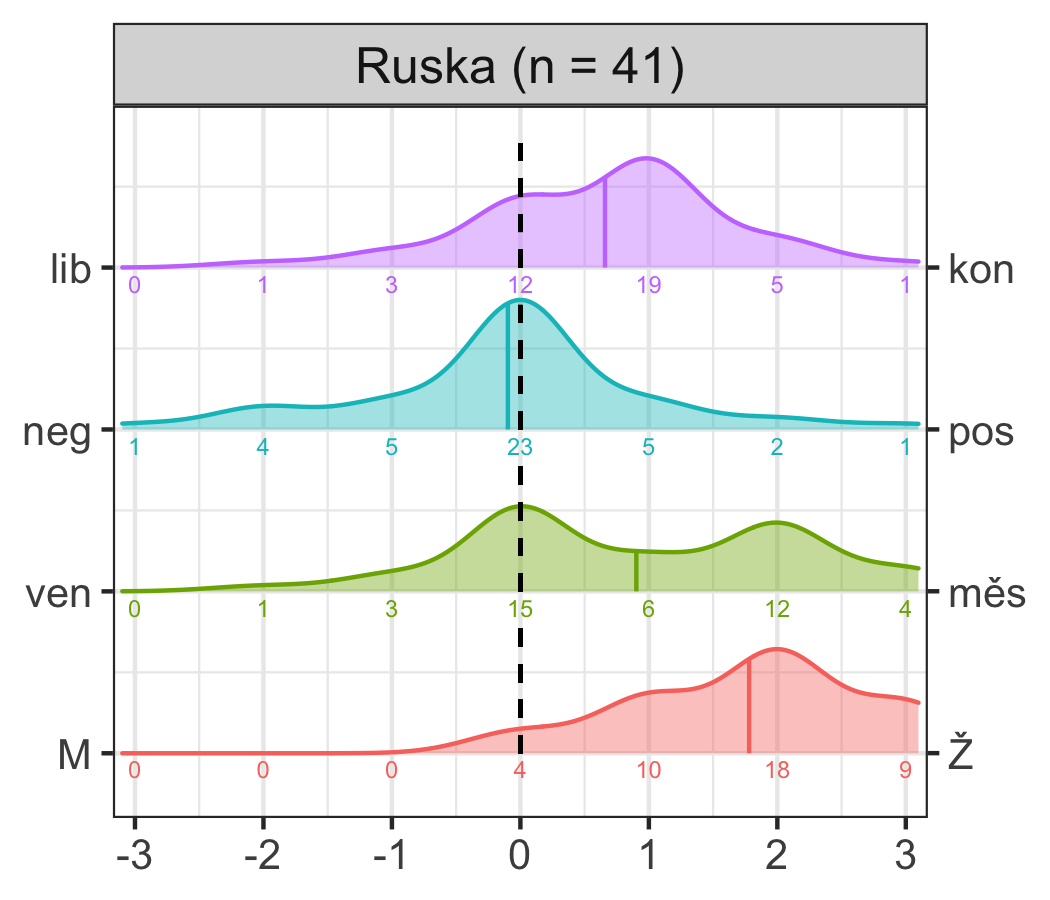 Ruska (n = 41)
lib kon
0 1 3 12 19 5 1
neg pos
1 4 5 23 5 2 1
ven měs
0 1 3 15 6 12 4
M Ž
0 0 0 4 10 18 9
-3 -2 -1 0 1 2 3